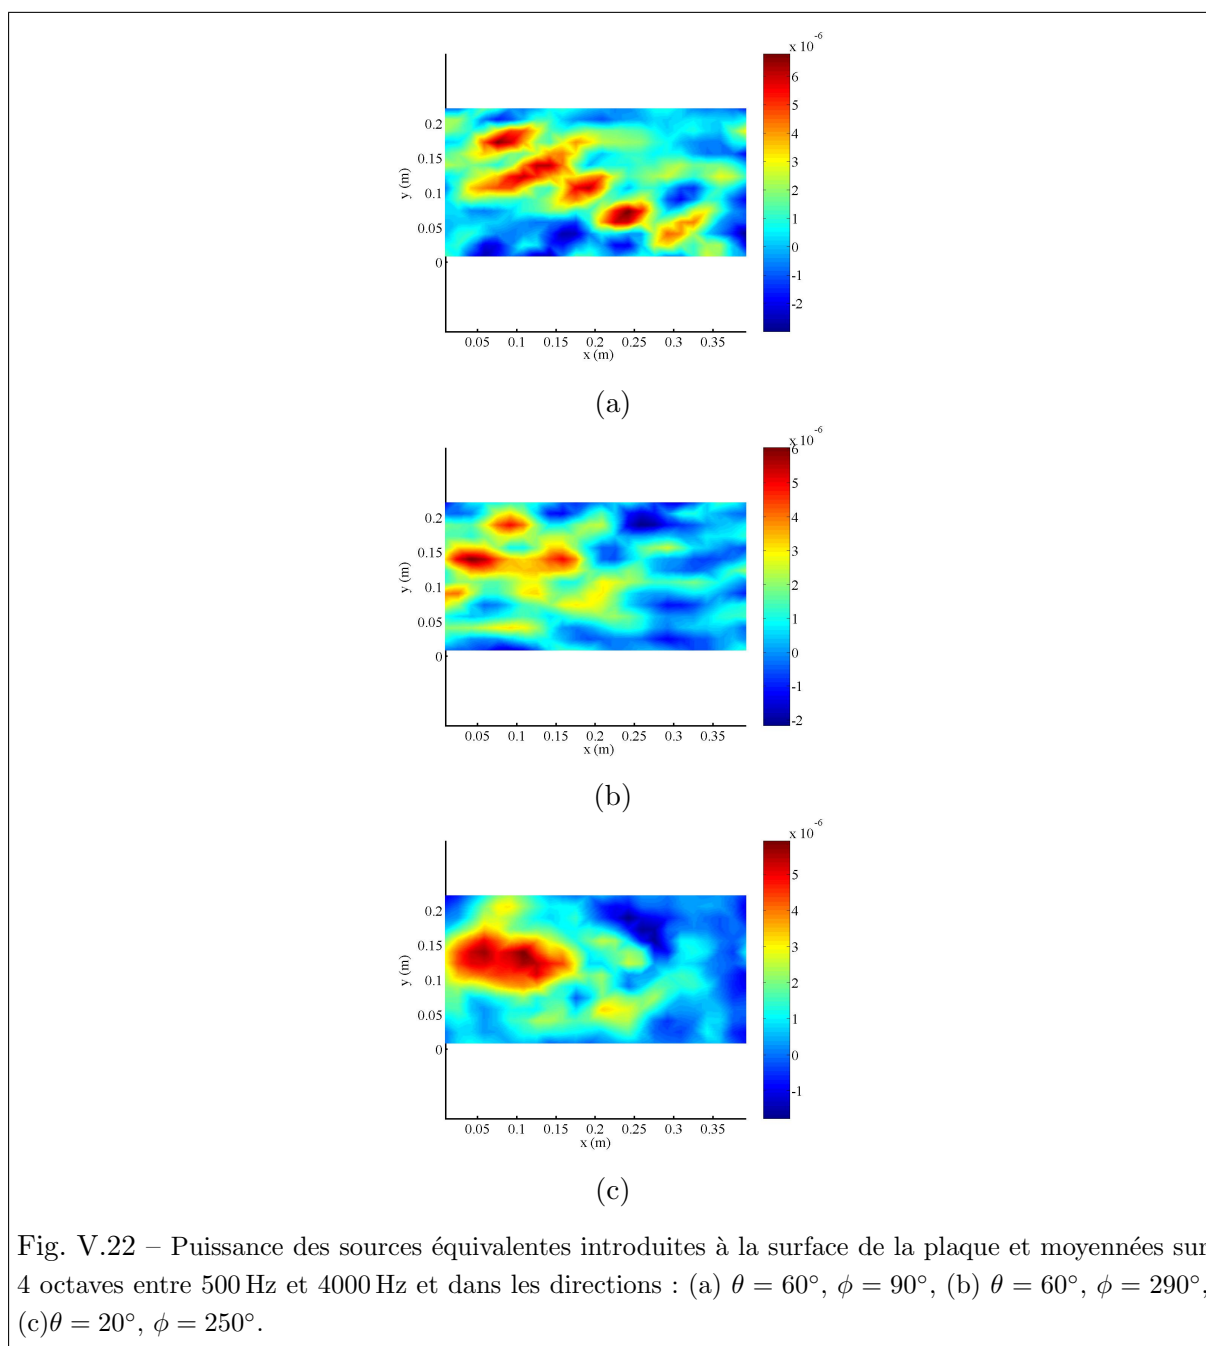 x 10^-6
6
5
4
3
2
1
0
-1
-2
y (m)
0.2
0.15
0.1
0.05
0
0.05 0.1 0.15 0.2 0.25 0.3 0.35
x (m)
(a)
x 10^-6
6
5
4
3
2
1
0
-1
-2
y (m)
0.2
0.15
0.1
0.05
0
0.05 0.1 0.15 0.2 0.25 0.3 0.35
x (m)
(b)
x 10^-6
5
4
3
2
1
0
-1
y (m)
0.2
0.15
0.1
0.05
0
0.05 0.1 0.15 0.2 0.25 0.3 0.35
x (m)
(c)
Fig. V.22 – Puissance des sources équivalentes introduites à la surface de la plaque et moyennées sur
4 octaves entre 500 Hz et 4000 Hz et dans les directions : (a) θ = 60°, ϕ = 90°, (b) θ = 60°, ϕ = 290°,
(c)θ = 20°, ϕ = 250°.